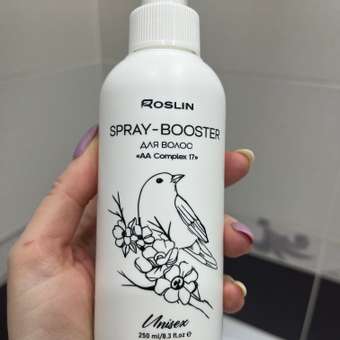 ROSLIN
SPRAY-BOOSTER
ДЛЯ ВОЛОС
«AA Complex 17»
Unisex
250 ml/8.3 fl.oz e